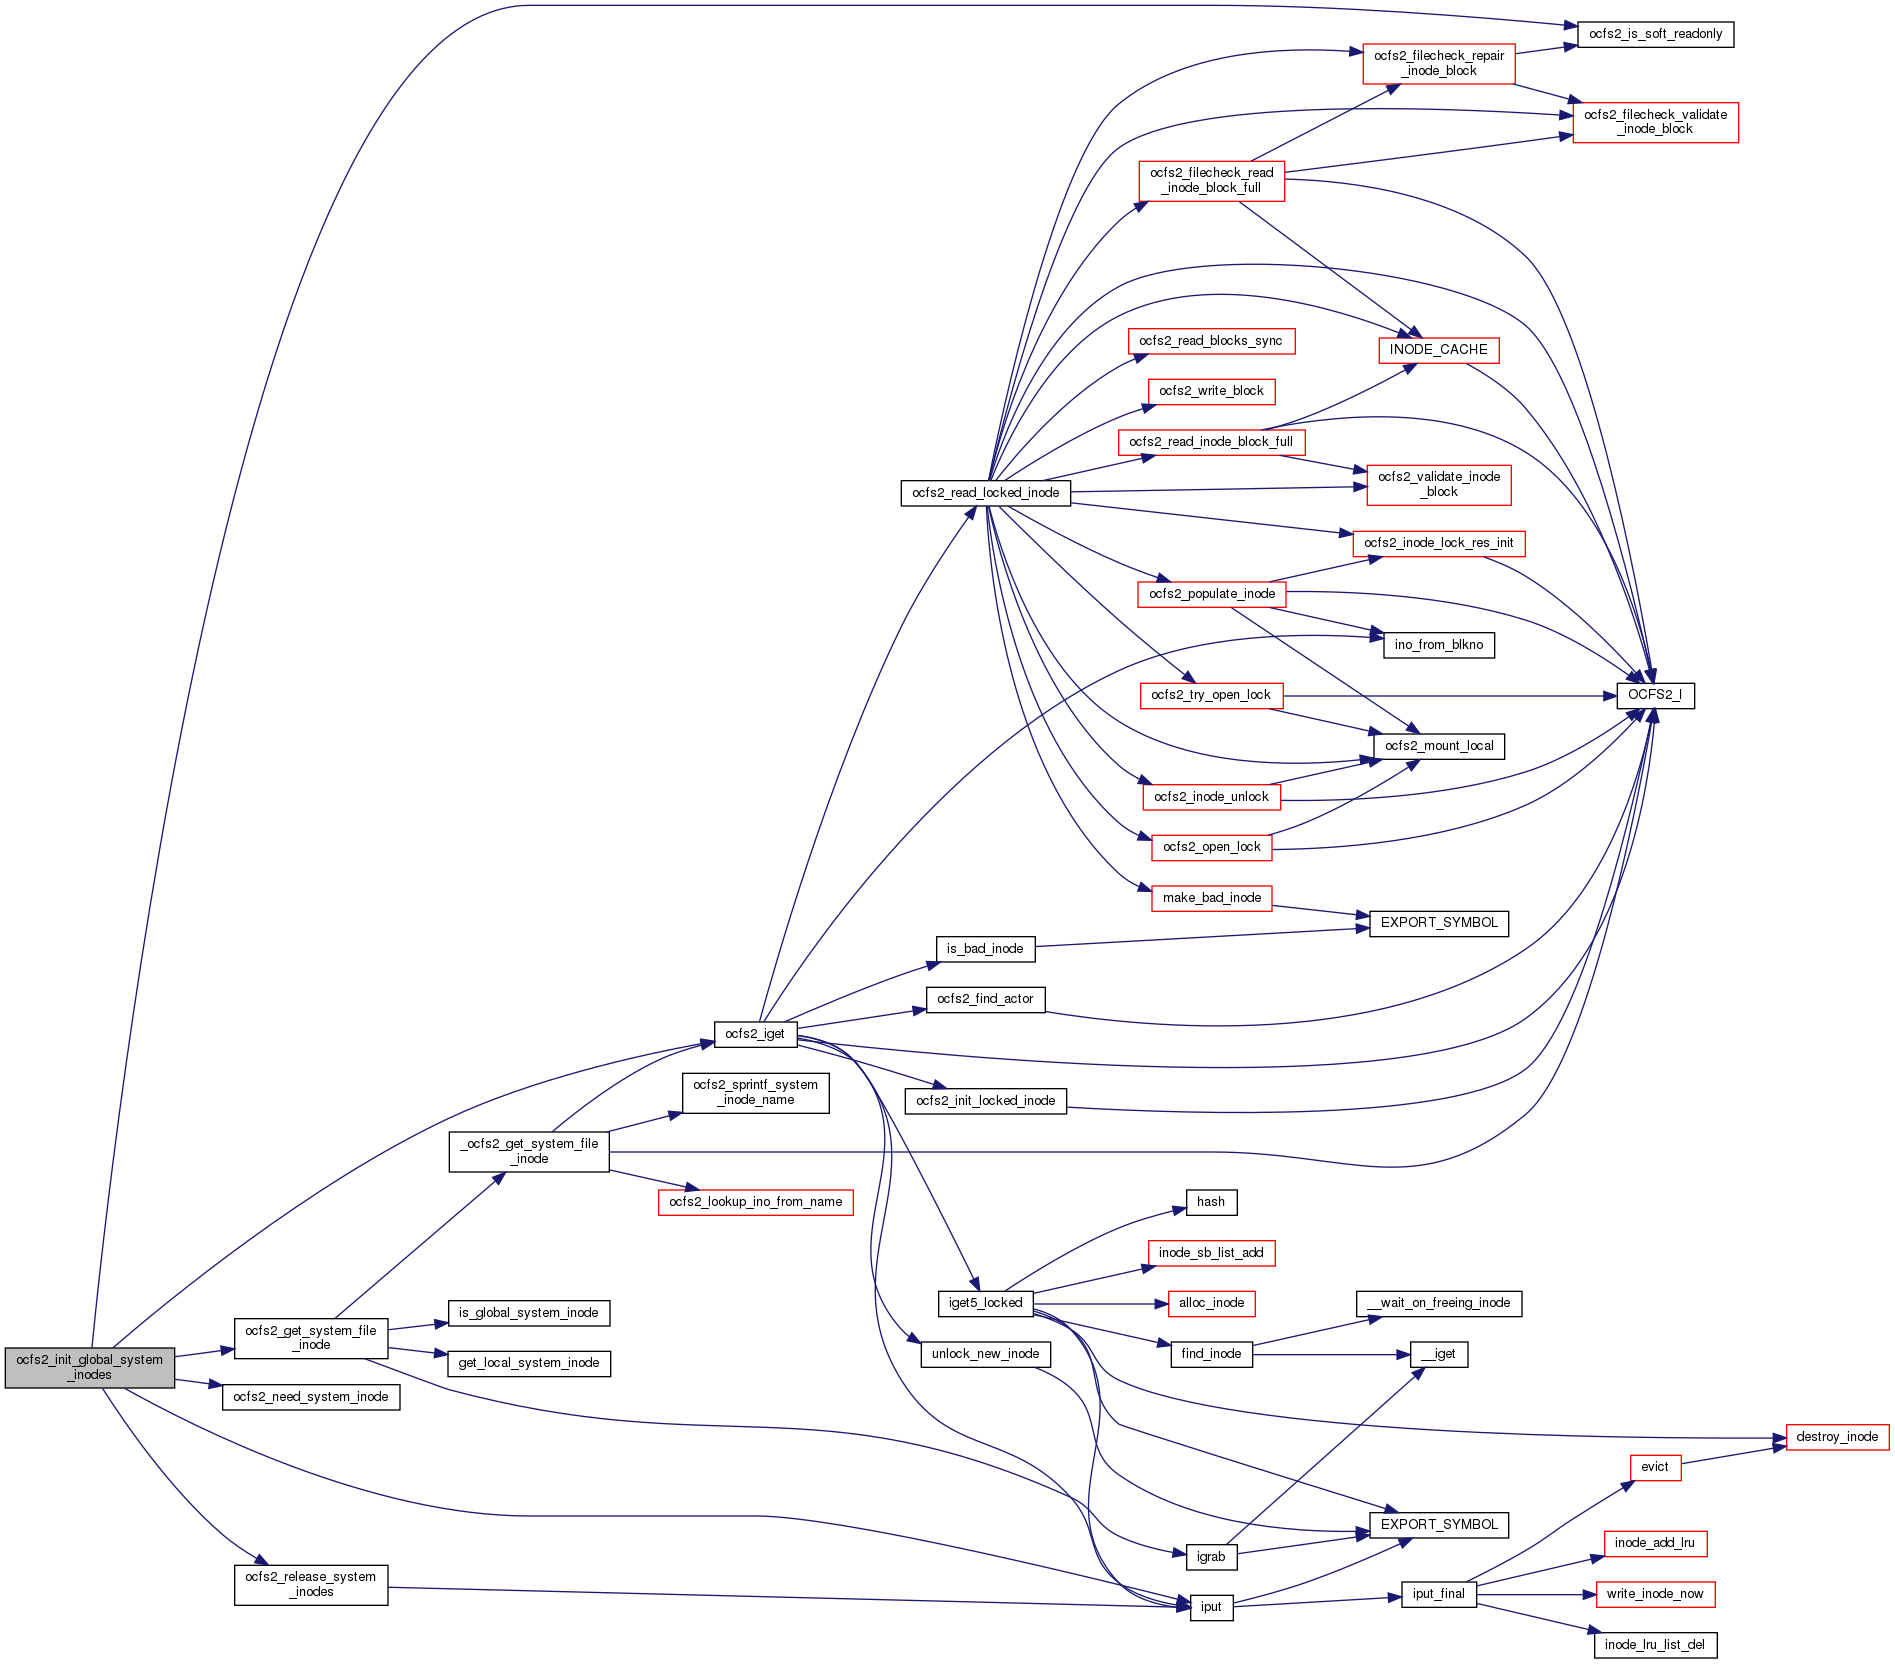 ocfs2_is_soft_readonly
ocfs2_filecheck_repair
_inode_block
ocfs2_filecheck_validate
_inode_block
ocfs2_filecheck_read
_inode_block_full
ocfs2_read_blocks_sync
INODE_CACHE
ocfs2_write_block
ocfs2_read_inode_block_full
ocfs2_validate_inode
_block
ocfs2_read_locked_inode
ocfs2_inode_lock_res_init
ocfs2_populate_inode
ino_from_blkno
ocfs2_try_open_lock
OCFS2_I
ocfs2_mount_local
ocfs2_inode_unlock
ocfs2_open_lock
make_bad_inode
EXPORT_SYMBOL
is_bad_inode
ocfs2_find_actor
ocfs2_iget
ocfs2_sprintf_system
_inode_name
ocfs2_init_locked_inode
_ocfs2_get_system_file
_inode
ocfs2_lookup_ino_from_name
hash
inode_sb_list_add
iget5_locked
alloc_inode
__wait_on_freeing_inode
is_global_system_inode
ocfs2_get_system_file
_inode
get_local_system_inode
unlock_new_inode
find_inode
__iget
ocfs2_init_global_system
_inodes
ocfs2_need_system_inode
destroy_inode
evict
EXPORT_SYMBOL
inode_add_lru
igrab
ocfs2_release_system
_inodes
iput
iput_final
write_inode_now
inode_lru_list_del